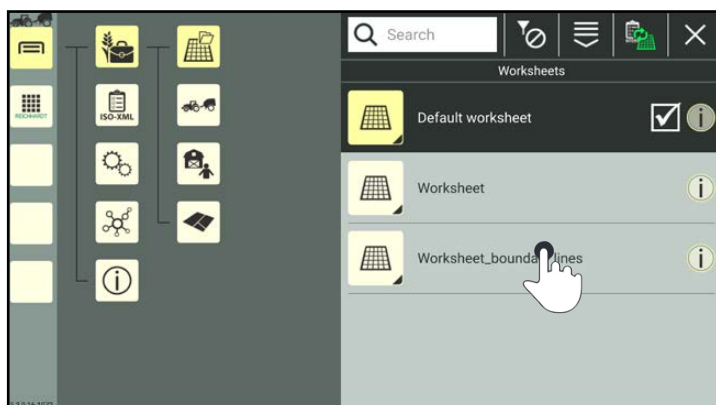 Search
Worksheets
REICHHARDT
Default worksheet
ISO-XML
Worksheet